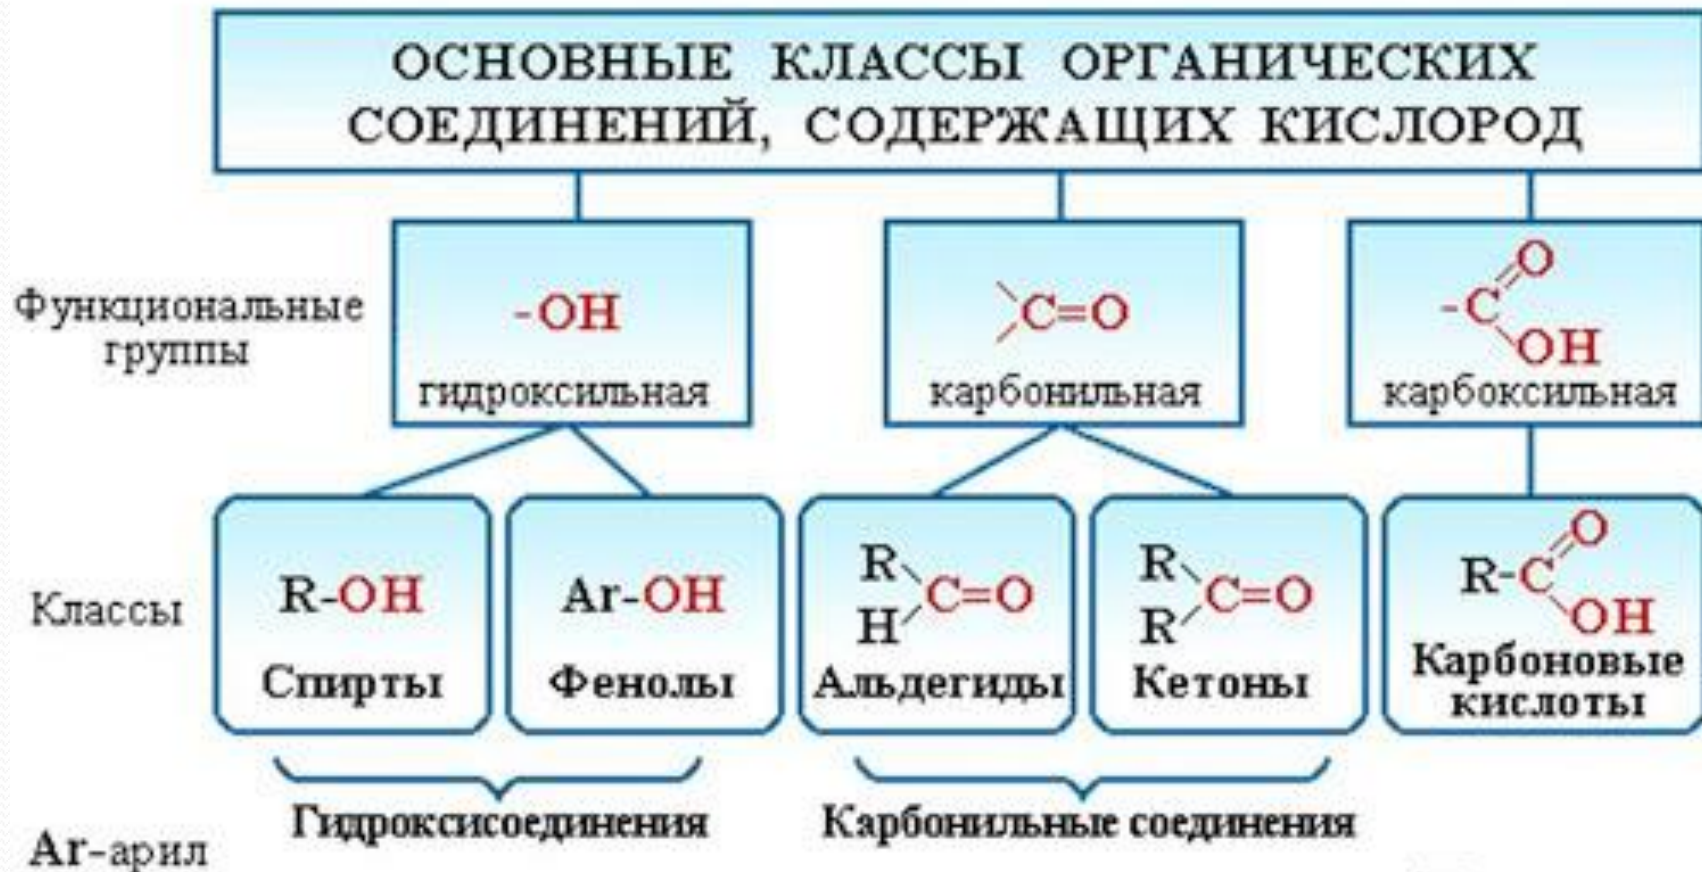 ОСНОВНЫЕ КЛАССЫ ОРГАНИЧЕСКИХ
СОЕДИНЕНИЙ, СОДЕРЖАЩИХ КИСЛОРОД
Функциональные
группы
-ОН
гидроксильная
C=O
карбонильная
-C
O
OH
карбоксильная
Классы
R-OH
Спирты
Ar-OH
Фенолы
R
H
C=O
Альдегиды
R
R
C=O
Кетоны
R-C
O
OH
Карбоновые
кислоты
Гидроксисоединения
Карбонильные соединения
Ar-арил